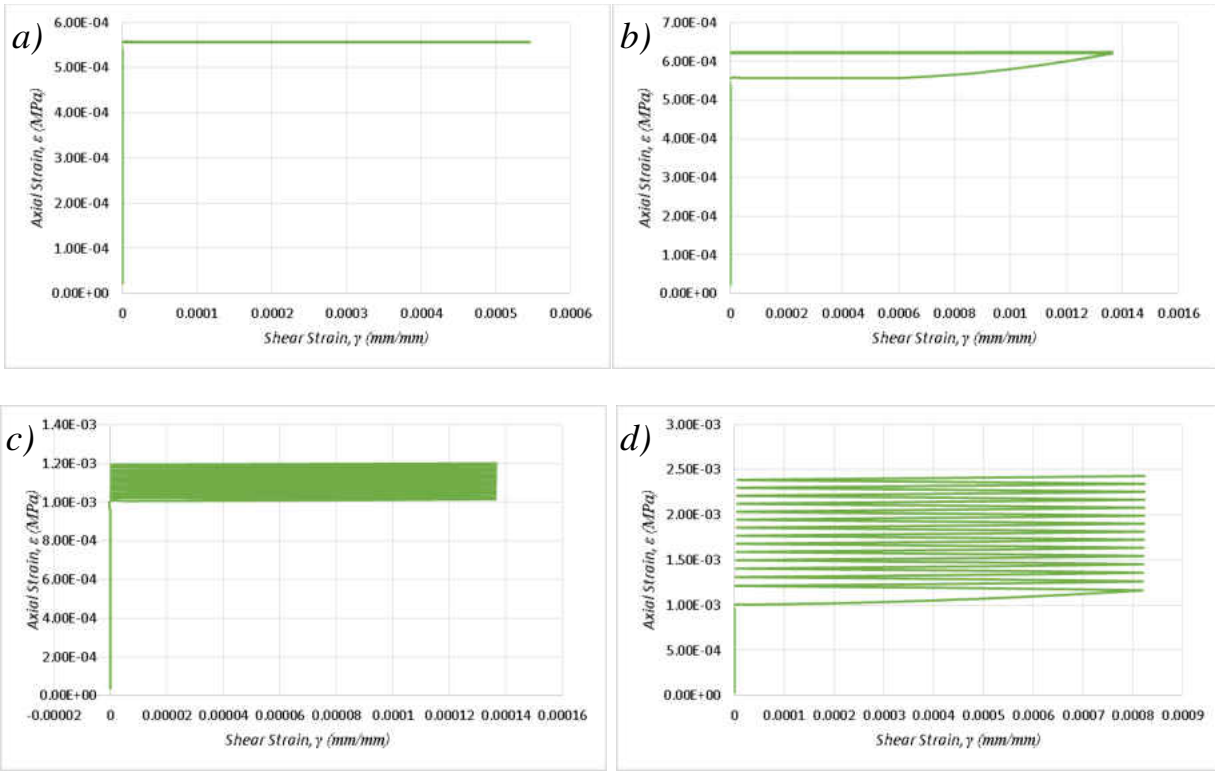 a)
6.00E-04
5.00E-04
4.00E-04
3.00E-04
2.00E-04
1.00E-04
0.00E+00
Axial Strain, ε (MPa)
0 0.0001 0.0002 0.0003 0.0004 0.0005 0.0006
Shear Strain, γ (mm/mm)
b)
7.00E-04
6.00E-04
5.00E-04
4.00E-04
3.00E-04
2.00E-04
1.00E-04
0.00E+00
Axial Strain, ε (MPa)
0 0.0002 0.0004 0.0006 0.0008 0.001 0.0012 0.0014 0.0016
Shear Strain, γ (mm/mm)
c)
1.40E-03
1.20E-03
1.00E-03
8.00E-04
6.00E-04
4.00E-04
2.00E-04
0.00E+00
Axial Strain, ε (MPa)
-0.00002 0 0.00002 0.00004 0.00006 0.00008 0.0001 0.00012 0.00014 0.00016
Shear Strain, γ (mm/mm)
d)
3.00E-03
2.50E-03
2.00E-03
1.50E-03
1.00E-03
5.00E-04
0.00E+00
Axial Strain, ε (MPa)
0 0.0001 0.0002 0.0003 0.0004 0.0005 0.0006 0.0007 0.0008 0.0009
Shear Strain, γ (mm/mm)